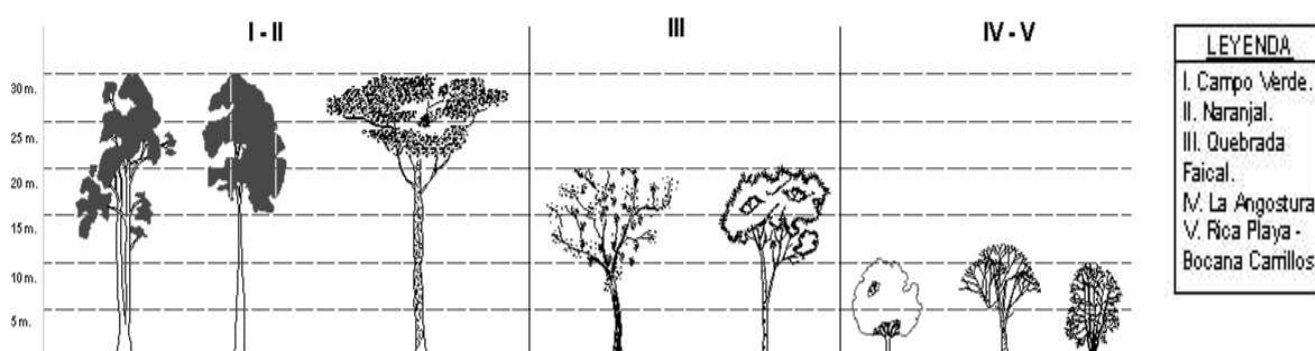 I - II
III
IV - V
30 m.
25 m.
20 m.
15m.
10 m.
5 m.
LEYENDA
I. Campo Verde.
II. Naranjal.
III. Quebrada
Faical.
IV. La Angostura
V. Rica Playa -
Bocana Carrillos